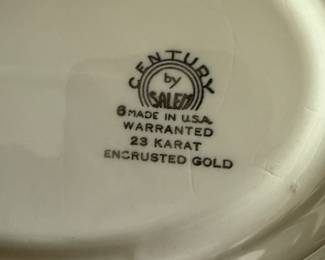 CENTURY
by
SALEM
6 MADE IN U.S.A.
WARRANTED
23 KARAT
ENCRUSTED GOLD